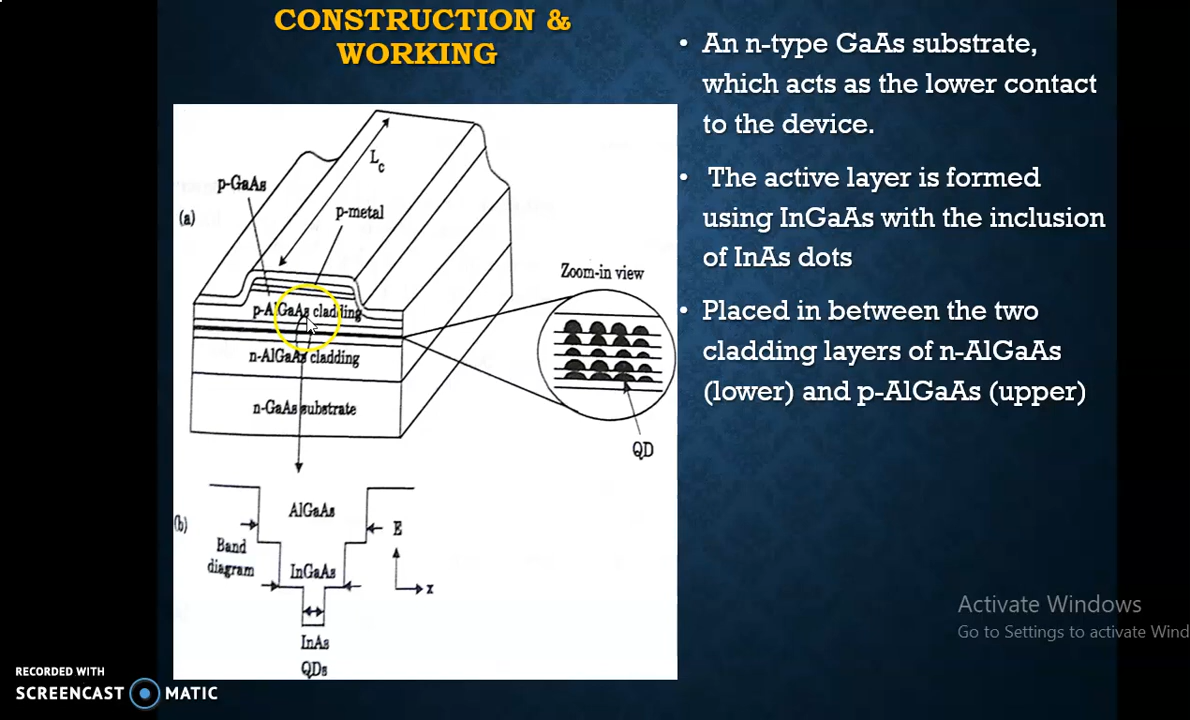 CONSTRUCTION &
WORKING
• An n-type GaAs substrate,
which acts as the lower contact
to the device.
• The active layer is formed
using InGaAs with the inclusion
of InAs dots
• Placed in between the two
cladding layers of n-AlGaAs
(lower) and p-AlGaAs (upper)
(a)
Lc
p-GaAs
p-metal
p-AlGaAs cladding
n-AlGaAs cladding
n-GaAs substrate
Zoom-in view
QD
(b)
AlGaAs
E
Band
diagram
InGaAs
x
InAs
QDs
Activate Windows
Go to Settings to activate Wind
RECORDED WITH
SCREENCAST MATIC